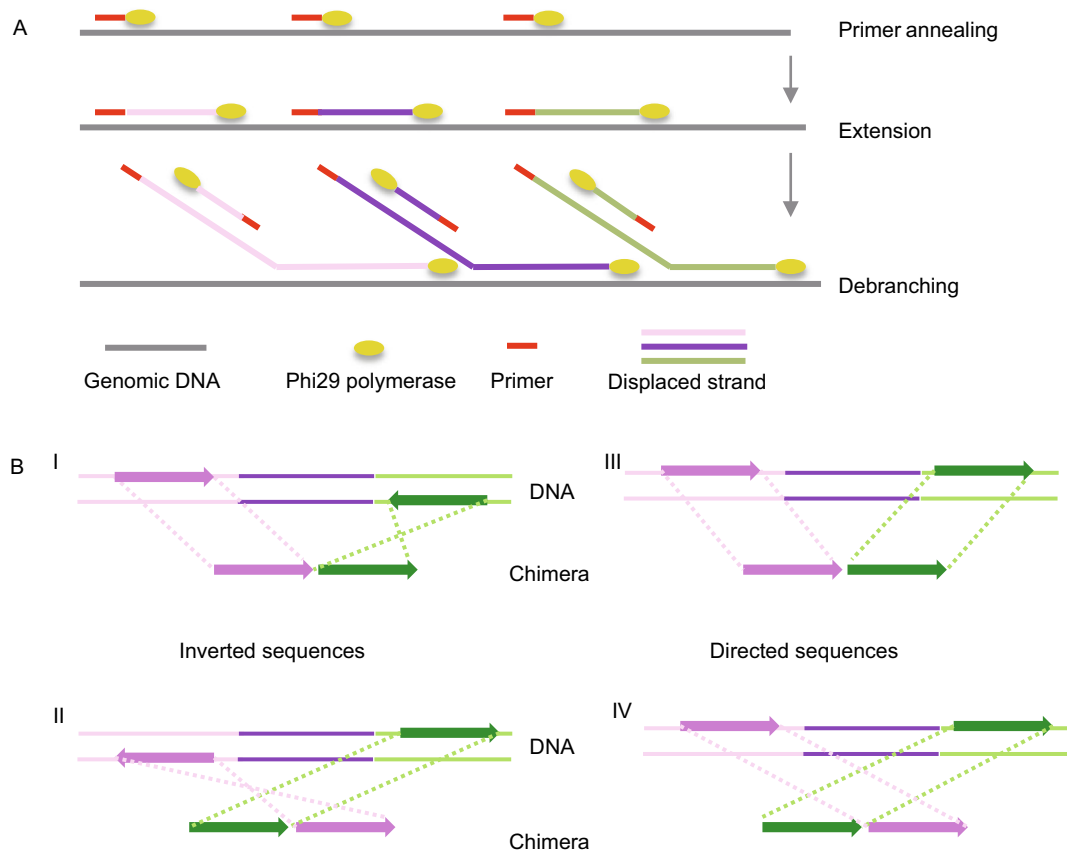 A
Primer annealing
Extension
Debranching
Genomic DNA
Phi29 polymerase
Primer
Displaced strand
B
I
III
DNA
Chimera
Inverted sequences
Directed sequences
II
IV
DNA
Chimera